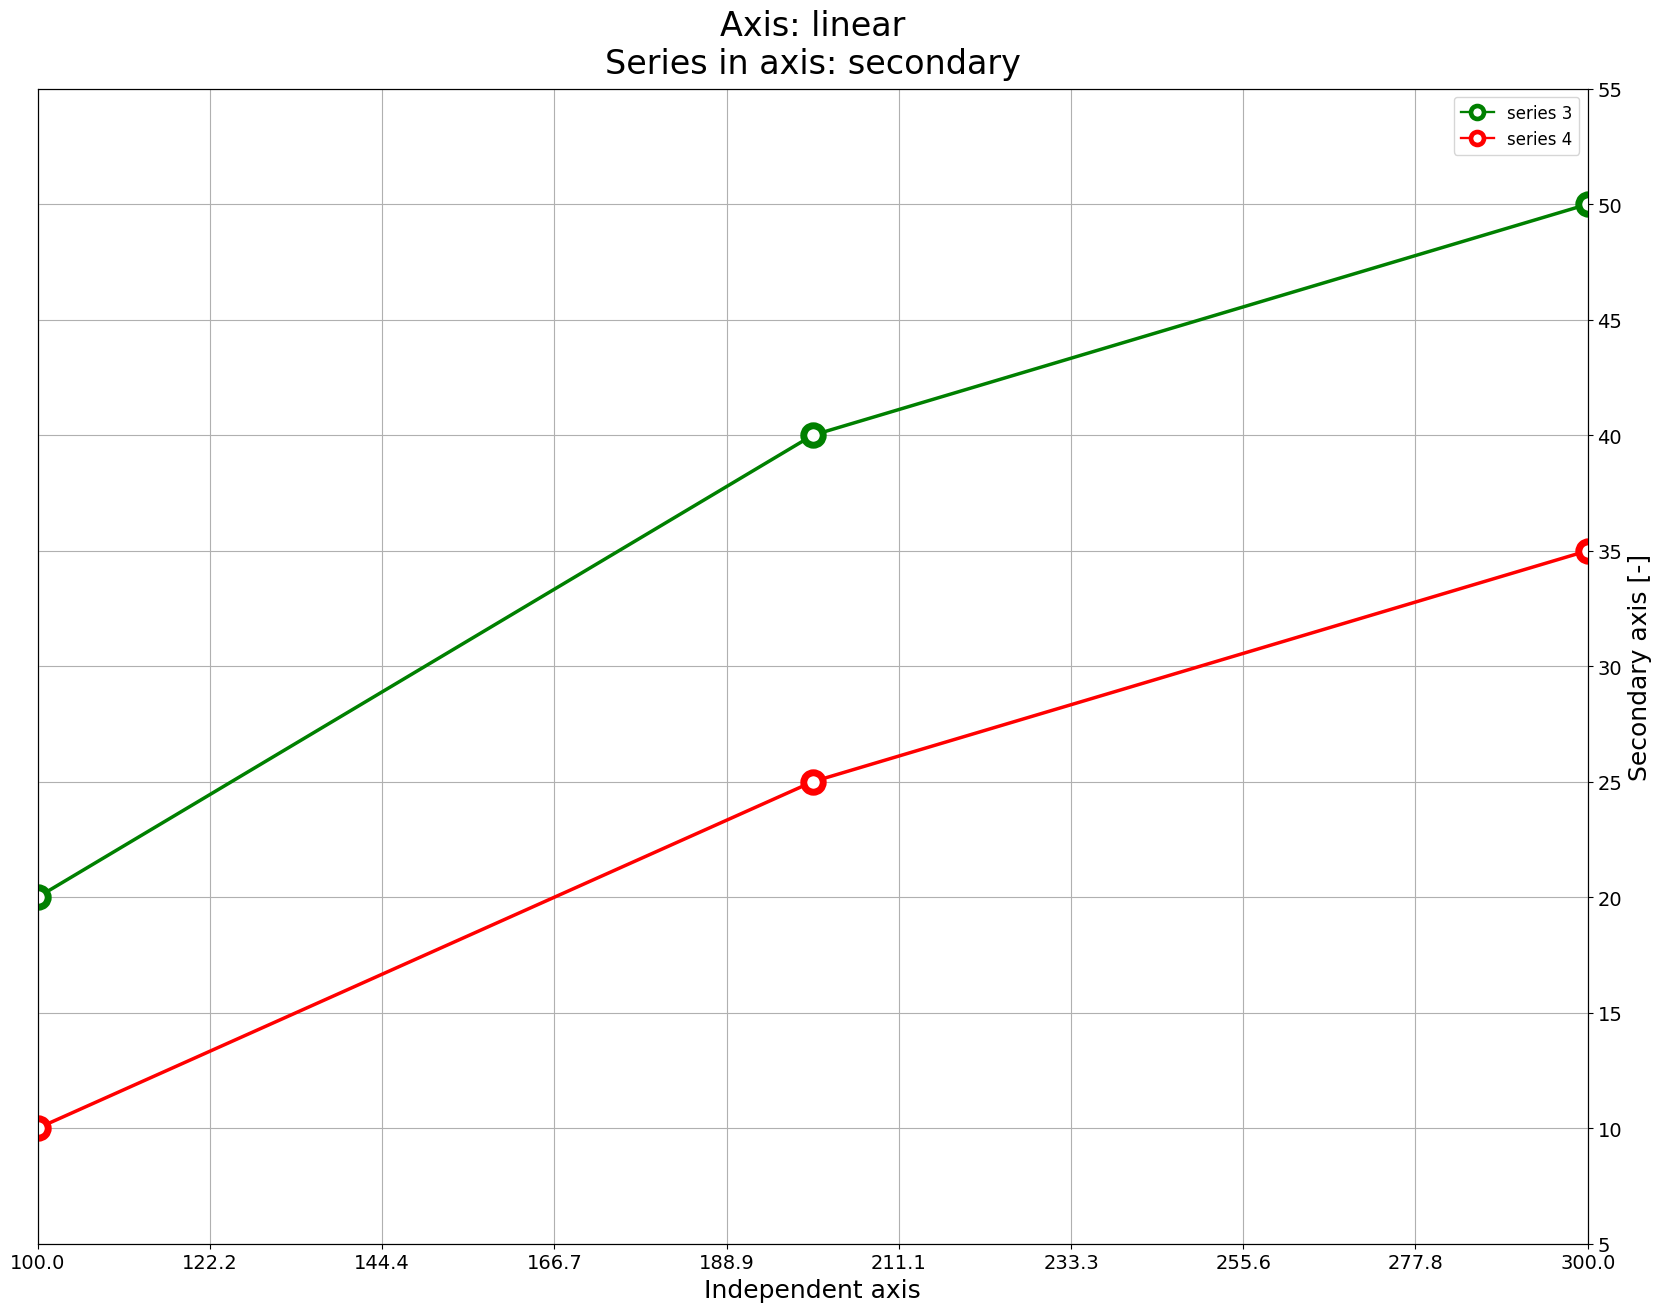 Axis: linear
Series in axis: secondary
series 3
series 4
55
50
45
40
35
30
25
20
15
10
5
Secondary axis [-]
100.0 122.2 144.4 166.7 188.9 211.1 233.3 255.6 277.8 300.0
Independent axis